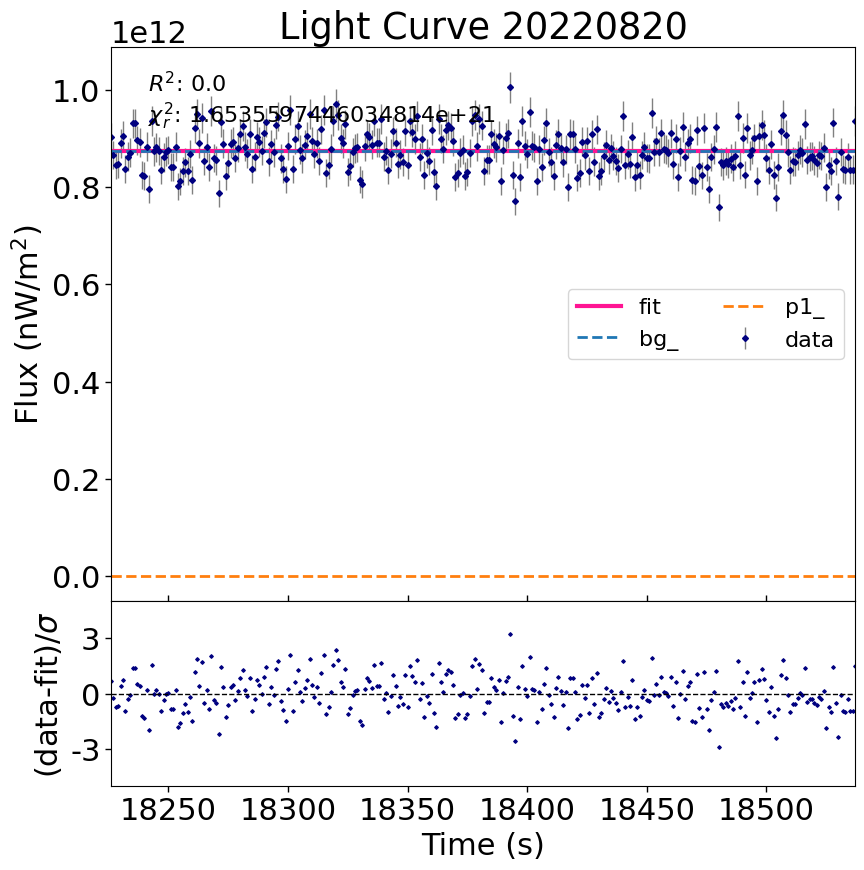 Light Curve 20220820
1e12
R²: 0.0
χ²ᵣ: 1.6535597446034814e+21
1.0
0.8
0.6
0.4
0.2
0.0
Flux (nW/m²)
fit
bg_
p1_
data
3
0
-3
(data-fit)/σ
18250 18300 18350 18400 18450 18500
Time (s)